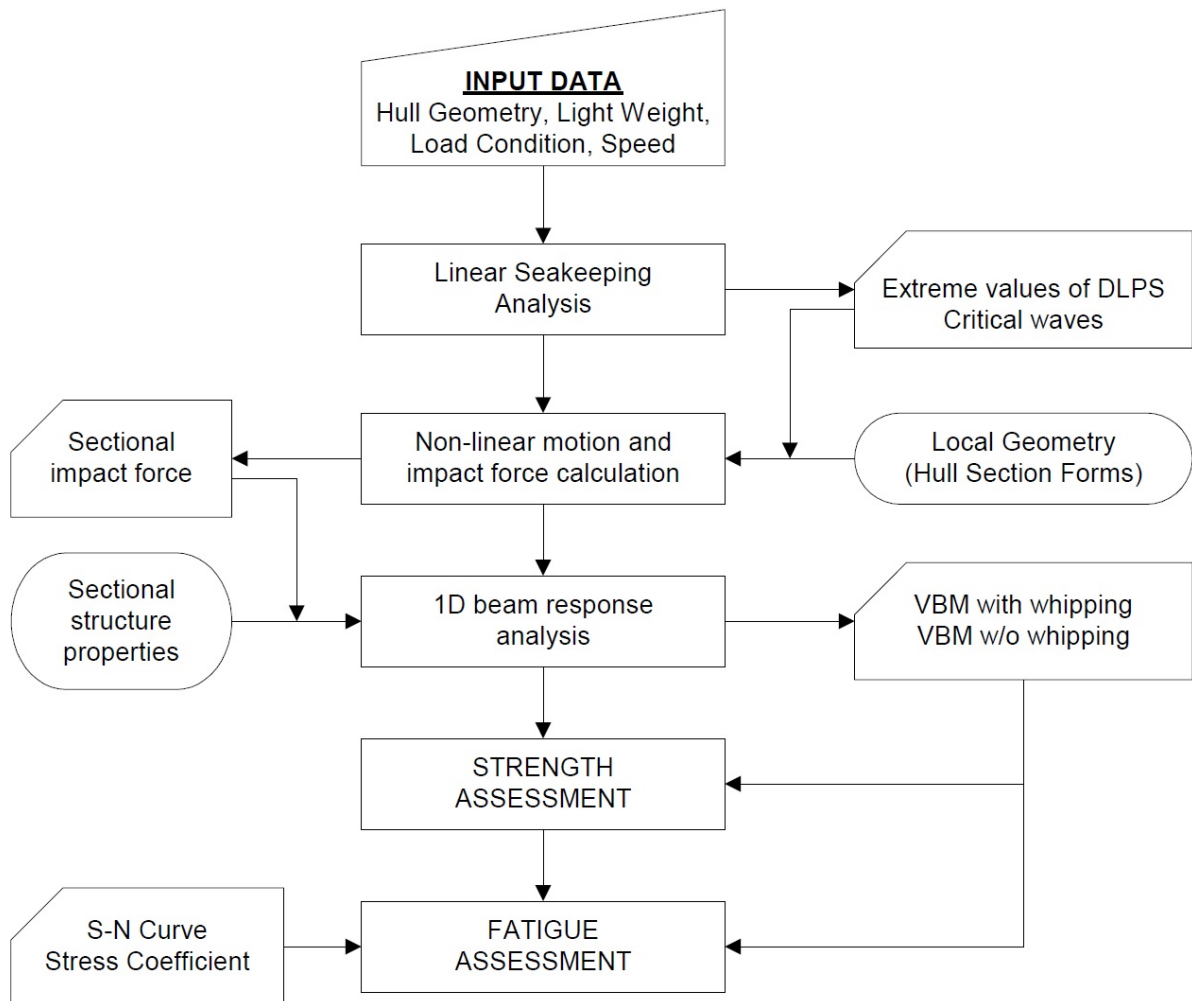 INPUT DATA
Hull Geometry, Light Weight,
Load Condition, Speed
Linear Seakeeping
Analysis
Extreme values of DLPS
Critical waves
Sectional
impact force
Non-linear motion and
impact force calculation
Local Geometry
(Hull Section Forms)
Sectional
structure
properties
1D beam response
analysis
VBM with whipping
VBM w/o whipping
STRENGTH
ASSESSMENT
S-N Curve
Stress Coefficient
FATIGUE
ASSESSMENT